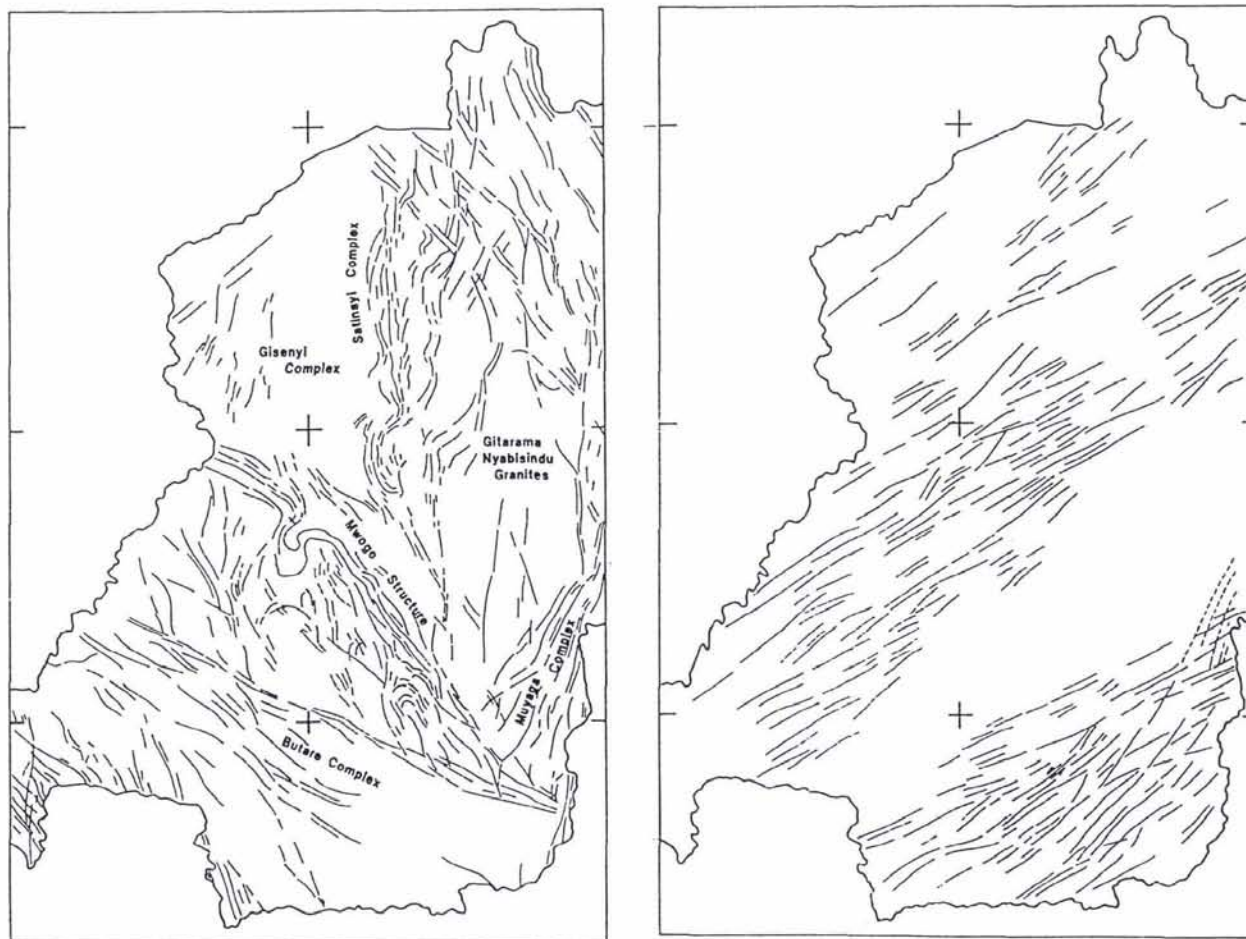 Satinsyi Complex
Gisenyi
Complex
Gitarama
Nyabisindu
Granites
Mwogo Structure
Muyaga Complex
Butare Complex